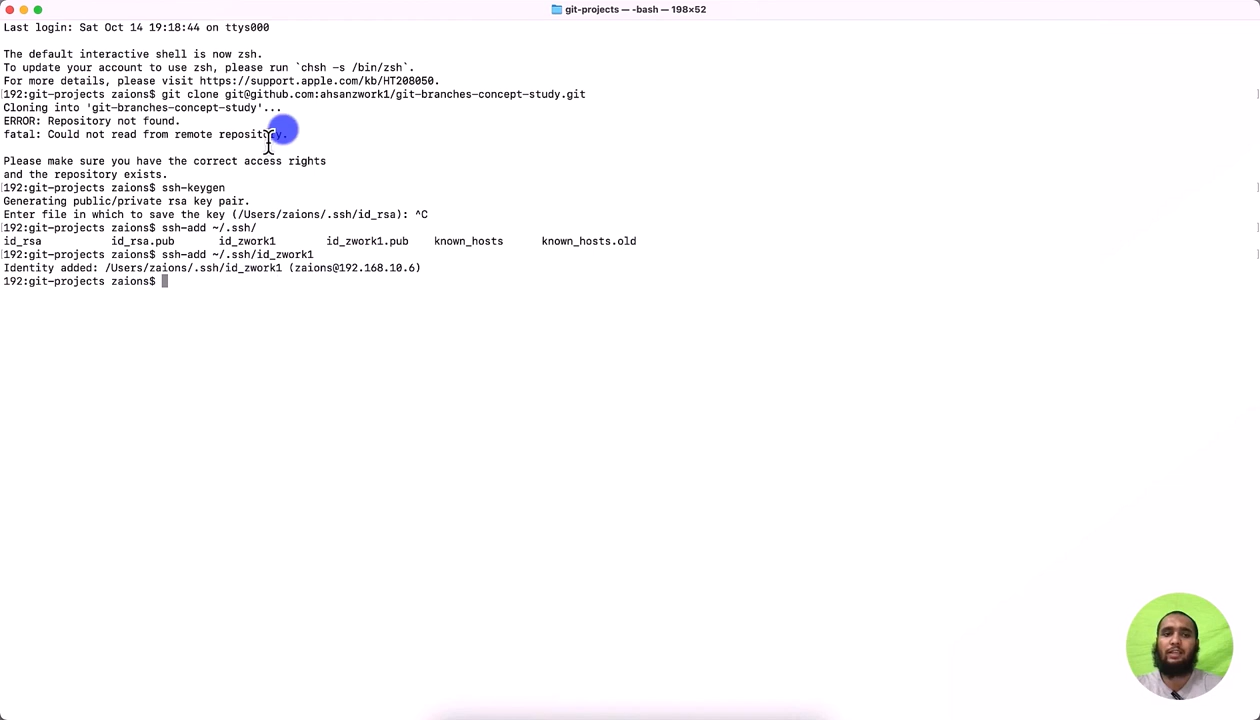 git-projects — -bash — 198×52
Last login: Sat Oct 14 19:18:44 on ttys000
The default interactive shell is now zsh.
To update your account to use zsh, please run `chsh -s /bin/zsh`.
For more details, please visit https://support.apple.com/kb/HT208050.
[192:git-projects zaions$ git clone git@github.com:ahsanzwork1/git-branches-concept-study.git
Cloning into 'git-branches-concept-study'...
ERROR: Repository not found.
fatal: Could not read from remote repository.
Please make sure you have the correct access rights
and the repository exists.
[192:git-projects zaions$ ssh-keygen
Generating public/private rsa key pair.
Enter file in which to save the key (/Users/zaions/.ssh/id_rsa): ^C
[192:git-projects zaions$ ssh-add ~/.ssh/
id_rsa id_rsa.pub id_zwork1 id_zwork1.pub known_hosts known_hosts.old
[192:git-projects zaions$ ssh-add ~/.ssh/id_zwork1
Identity added: /Users/zaions/.ssh/id_zwork1 (zaions@192.168.10.6)
192:git-projects zaions$